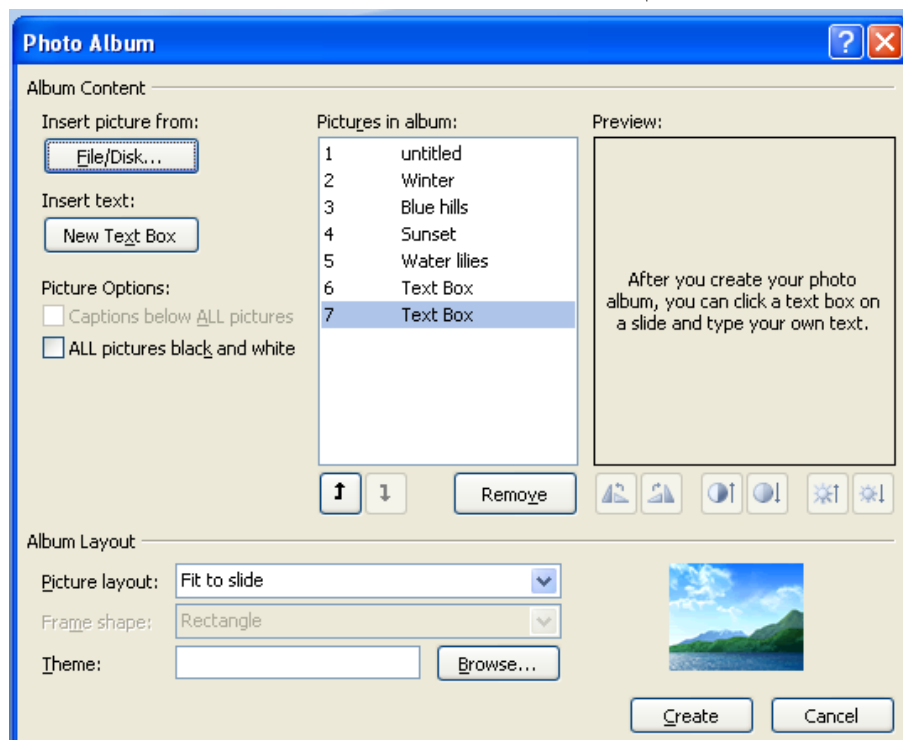 Photo Album
Album Content
Insert picture from:
File/Disk...
Insert text:
New Text Box
Picture Options:
Captions below ALL pictures
ALL pictures black and white
Pictures in album:
1 untitled
2 Winter
3 Blue hills
4 Sunset
5 Water lilies
6 Text Box
7 Text Box
Remove
Preview:
After you create your photo
album, you can click a text box on
a slide and type your own text.
Album Layout
Picture layout: Fit to slide
Frame shape: Rectangle
Theme: Browse...
Create Cancel